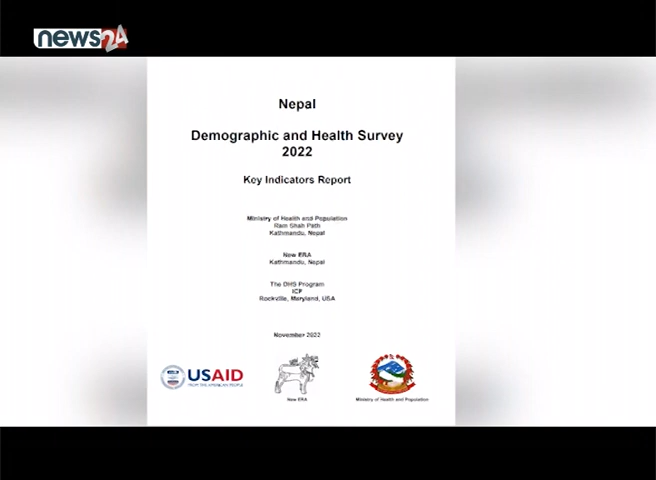 news24
Nepal
Demographic and Health Survey
2022
Key Indicators Report
Ministry of Health and Population
Ram Shah Path
Kathmandu, Nepal
New ERA
Kathmandu, Nepal
The DHS Program
ICF
Rockville, Maryland, USA
November 2022
USAID
FROM THE AMERICAN PEOPLE
New ERA
Ministry of Health and Population